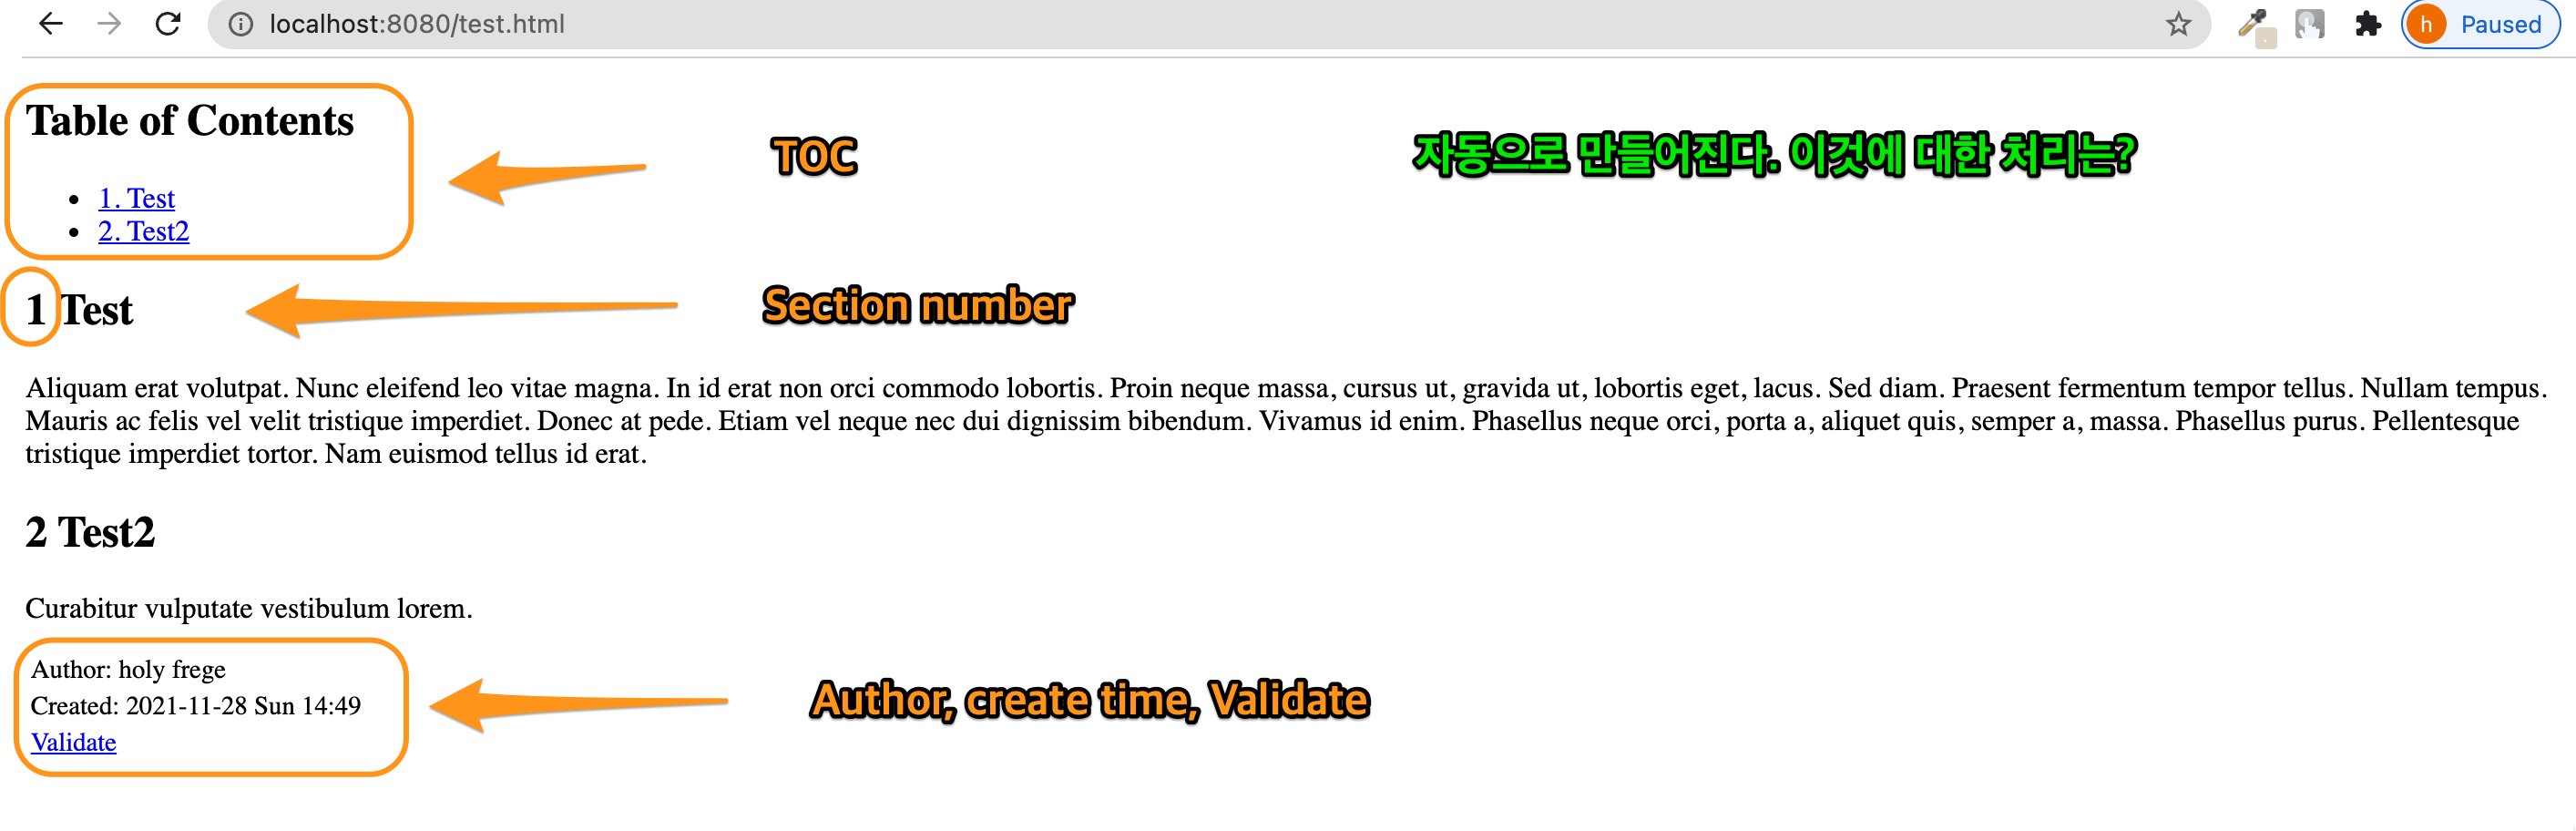 localhost:8080/test.html
h Paused
Table of Contents
TOC
자동으로 만들어진다. 이것에 대한 처리는?
1. Test
2. Test2
1 Test
Section number
Aliquam erat volutpat. Nunc eleifend leo vitae magna. In id erat non orci commodo lobortis. Proin neque massa, cursus ut, gravida ut, lobortis eget, lacus. Sed diam. Praesent fermentum tempor tellus. Nullam tempus.
Mauris ac felis vel velit tristique imperdiet. Donec at pede. Etiam vel neque nec dui dignissim bibendum. Vivamus id enim. Phasellus neque orci, porta a, aliquet quis, semper a, massa. Phasellus purus. Pellentesque
tristique imperdiet tortor. Nam euismod tellus id erat.
2 Test2
Curabitur vulputate vestibulum lorem.
Author: holy frege
Created: 2021-11-28 Sun 14:49
Validate
Author, create time, Validate